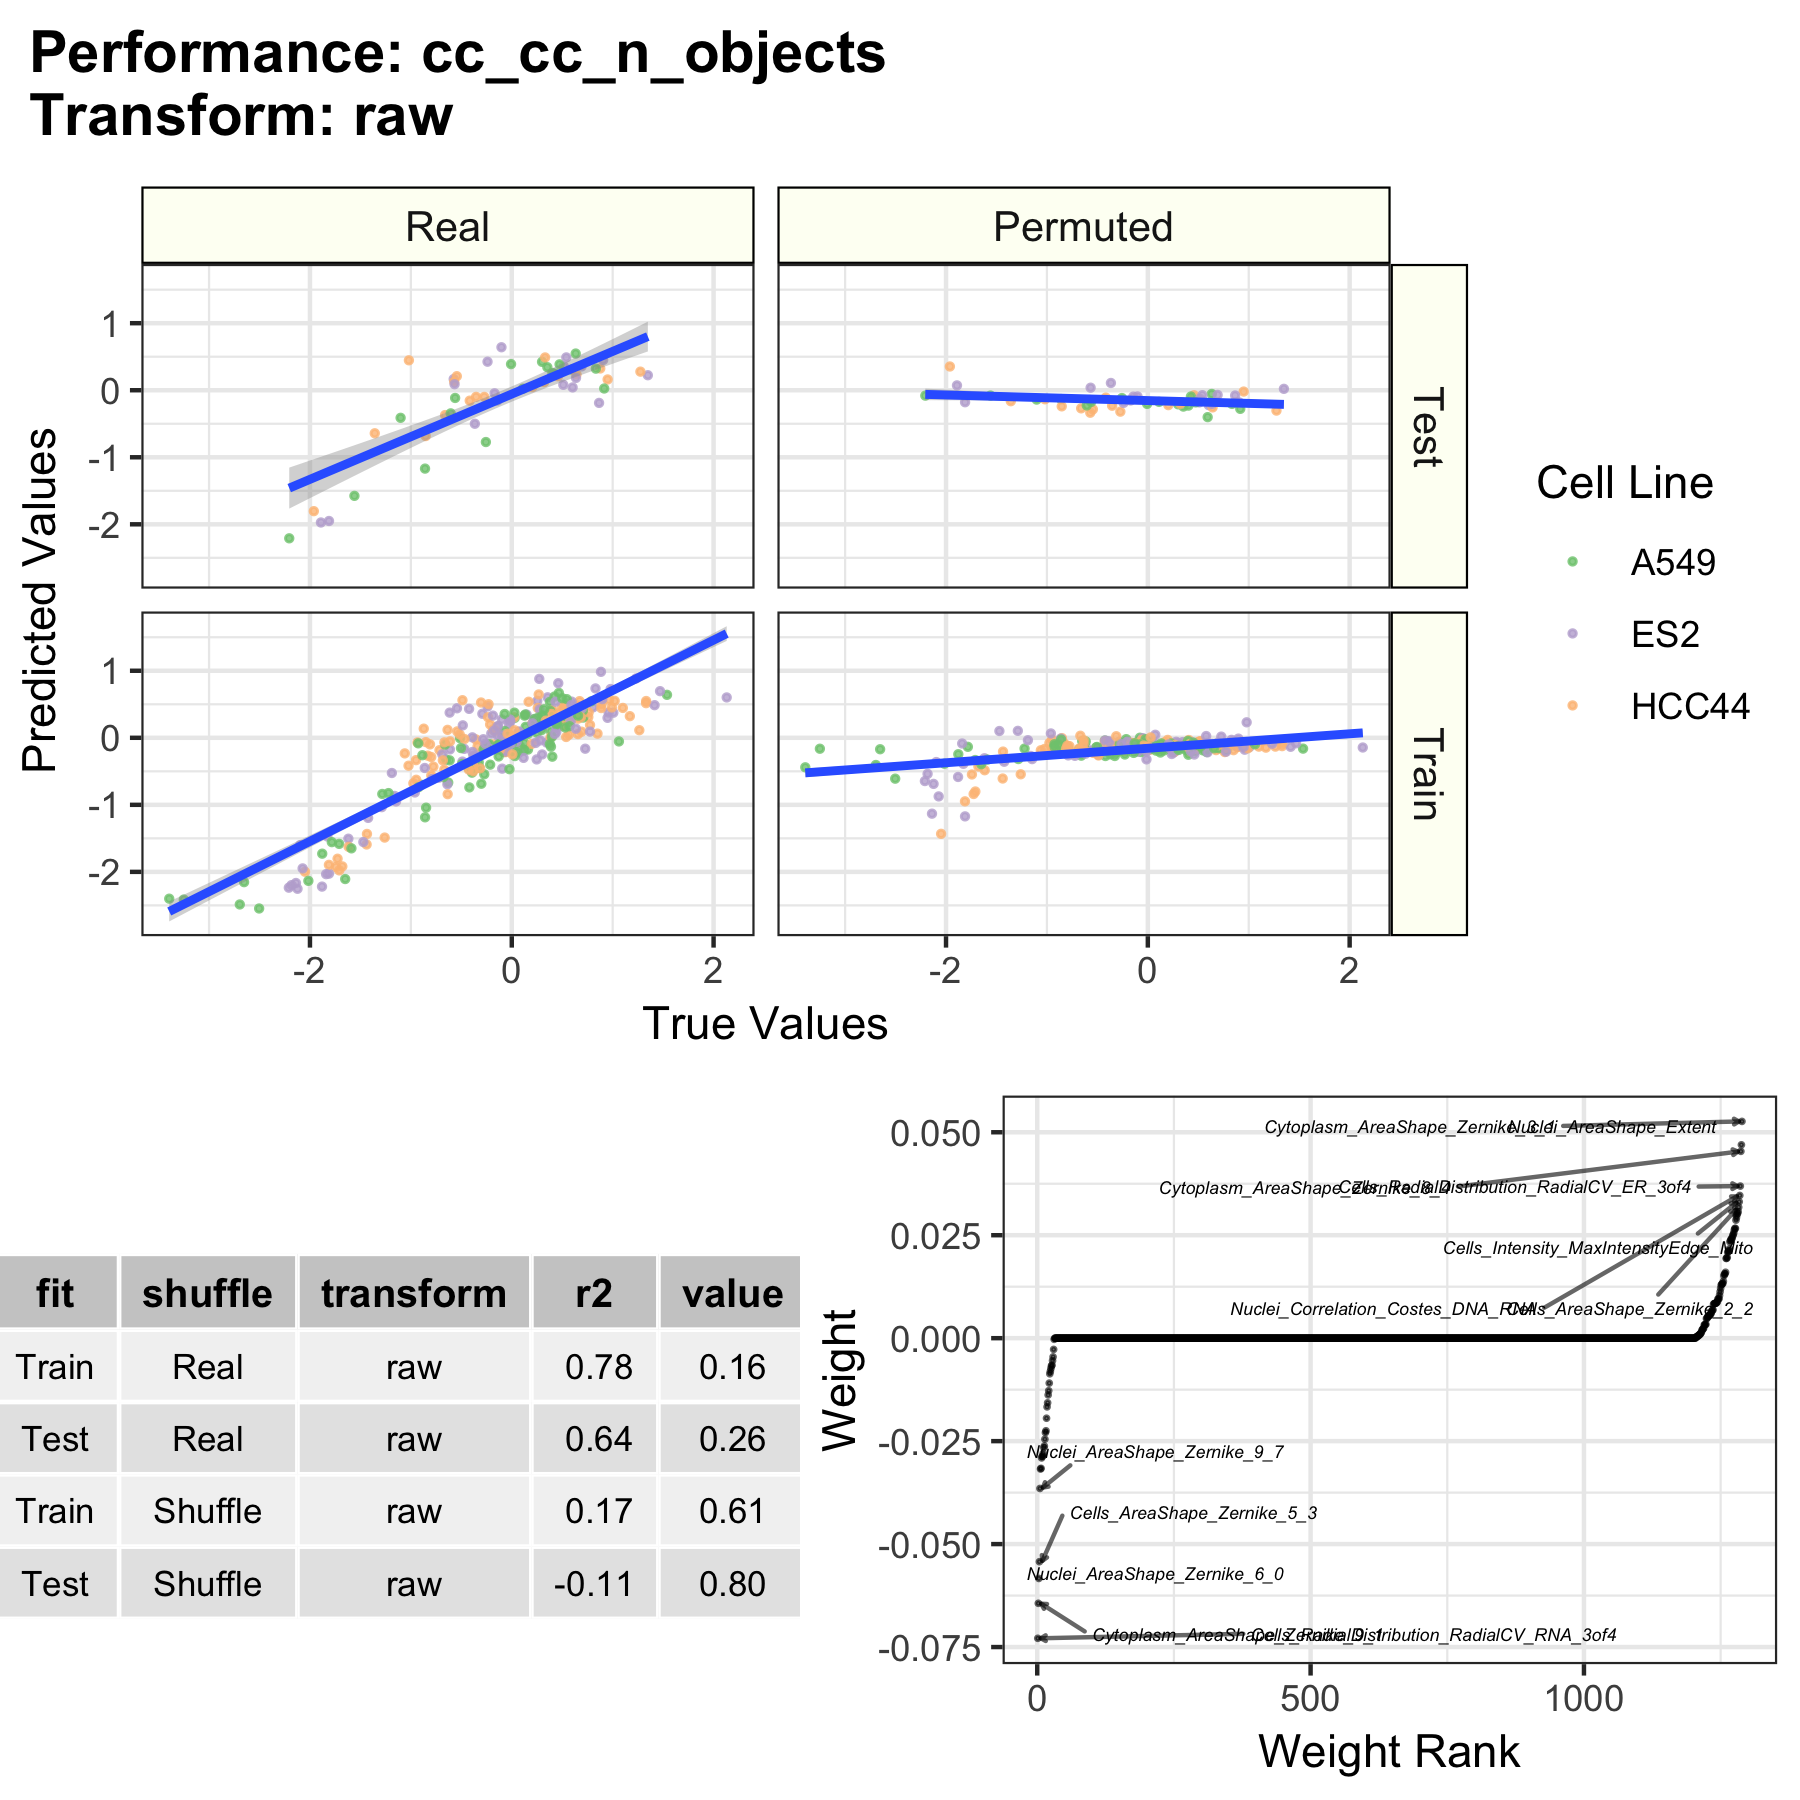 Performance: cc_cc_n_objects
Transform: raw
Real
Permuted
1
0
-1
-2
Test
1
0
-1
-2
Train
-2
0
2
-2
0
2
Predicted Values
True Values
Cell Line
A549
ES2
HCC44
fit shuffle transform r2 value
Train Real raw 0.78 0.16
Test Real raw 0.64 0.26
Train Shuffle raw 0.17 0.61
Test Shuffle raw -0.11 0.80
Weight
0.050
0.025
0.000
-0.025
-0.050
-0.075
Cytoplasm_AreaShape_Zernike_3_1
Nuclei_AreaShape_Extent
Cytoplasm_AreaShape_Zernike_8_4
Cells_RadialDistribution_RadialCV_ER_3of4
Cells_Intensity_MaxIntensityEdge_Mito
Nuclei_Correlation_Costes_DNA_RNA
Cells_AreaShape_Zernike_2_2
Nuclei_AreaShape_Zernike_9_7
Cells_AreaShape_Zernike_5_3
Nuclei_AreaShape_Zernike_6_0
Cytoplasm_AreaShape_Zernike_9_1
Cells_RadialDistribution_RadialCV_RNA_3of4
0
500
1000
Weight Rank